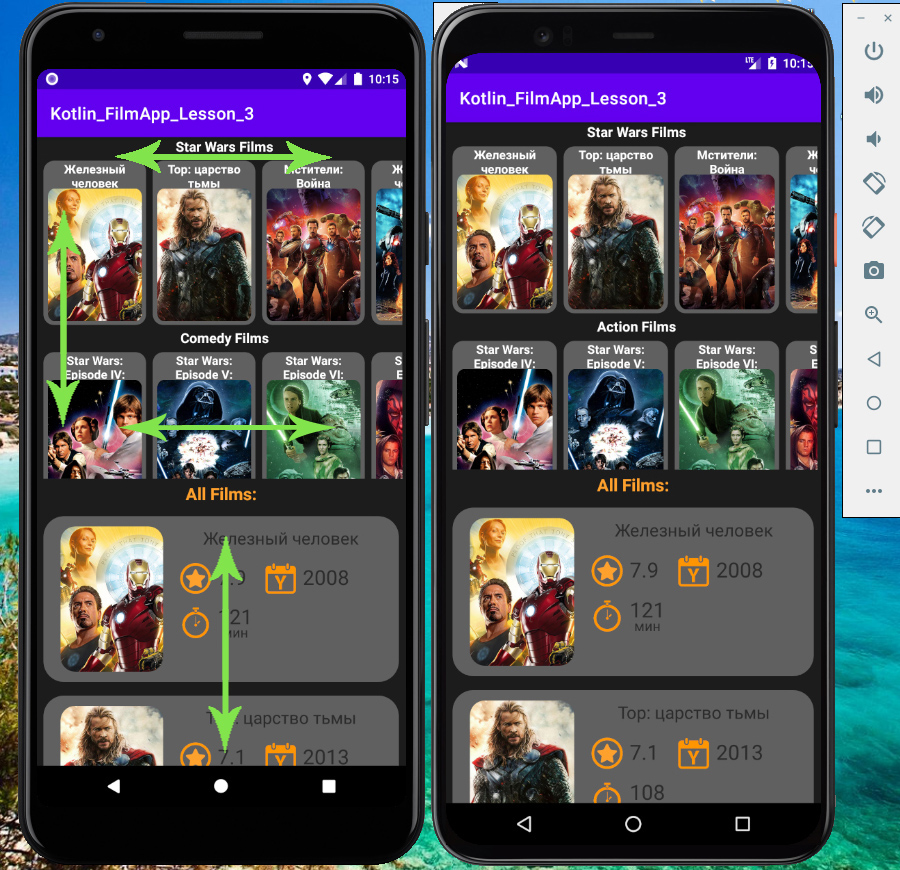 10:15
Kotlin_FilmApp_Lesson_3
Star Wars Films
Железный
человек
Тор: царство
тьмы
Мстители:
Война
Comedy Films
Star Wars:
Episode IV:
Star Wars:
Episode V:
Star Wars:
Episode VI:
All Films:
Железный человек
2008
121
мин
Тор: царство тьмы
7.1
2013
LTE
10:15
Kotlin_FilmApp_Lesson_3
Star Wars Films
Железный
человек
Тор: царство
тьмы
Мстители:
Война
Action Films
Star Wars:
Episode IV:
Star Wars:
Episode V:
Star Wars:
Episode VI:
All Films:
Железный человек
7.9
2008
121
мин
Тор: царство тьмы
7.1
2013
108